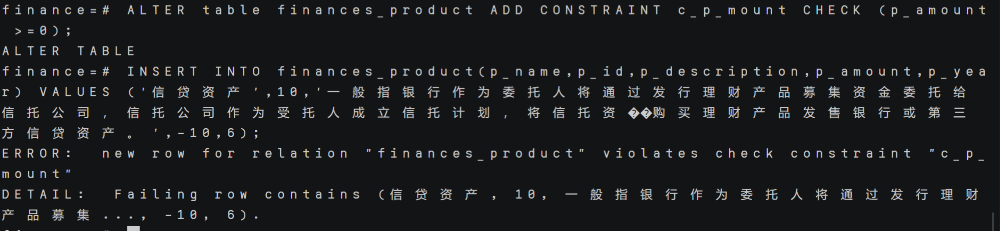 finance=# ALTER table finances_product ADD CONSTRAINT c_p_mount CHECK (p_amount
 >=0);
ALTER TABLE
finance=# INSERT INTO finances_product(p_name,p_id,p_description,p_amount,p_yea
r) VALUES ('信贷资产',10,'一般指银行作为委托人将通过发行理财产品募集资金委托给
信托公司，信托公司作为受托人成立信托计划，将信托资��购买理财产品发售银行或第三
方信贷资产。',-10,6);
ERROR:  new row for relation "finances_product" violates check constraint "c_p_
mount"
DETAIL:  Failing row contains (信贷资产, 10, 一般指银行作为委托人将通过发行理财
产品募集..., -10, 6).